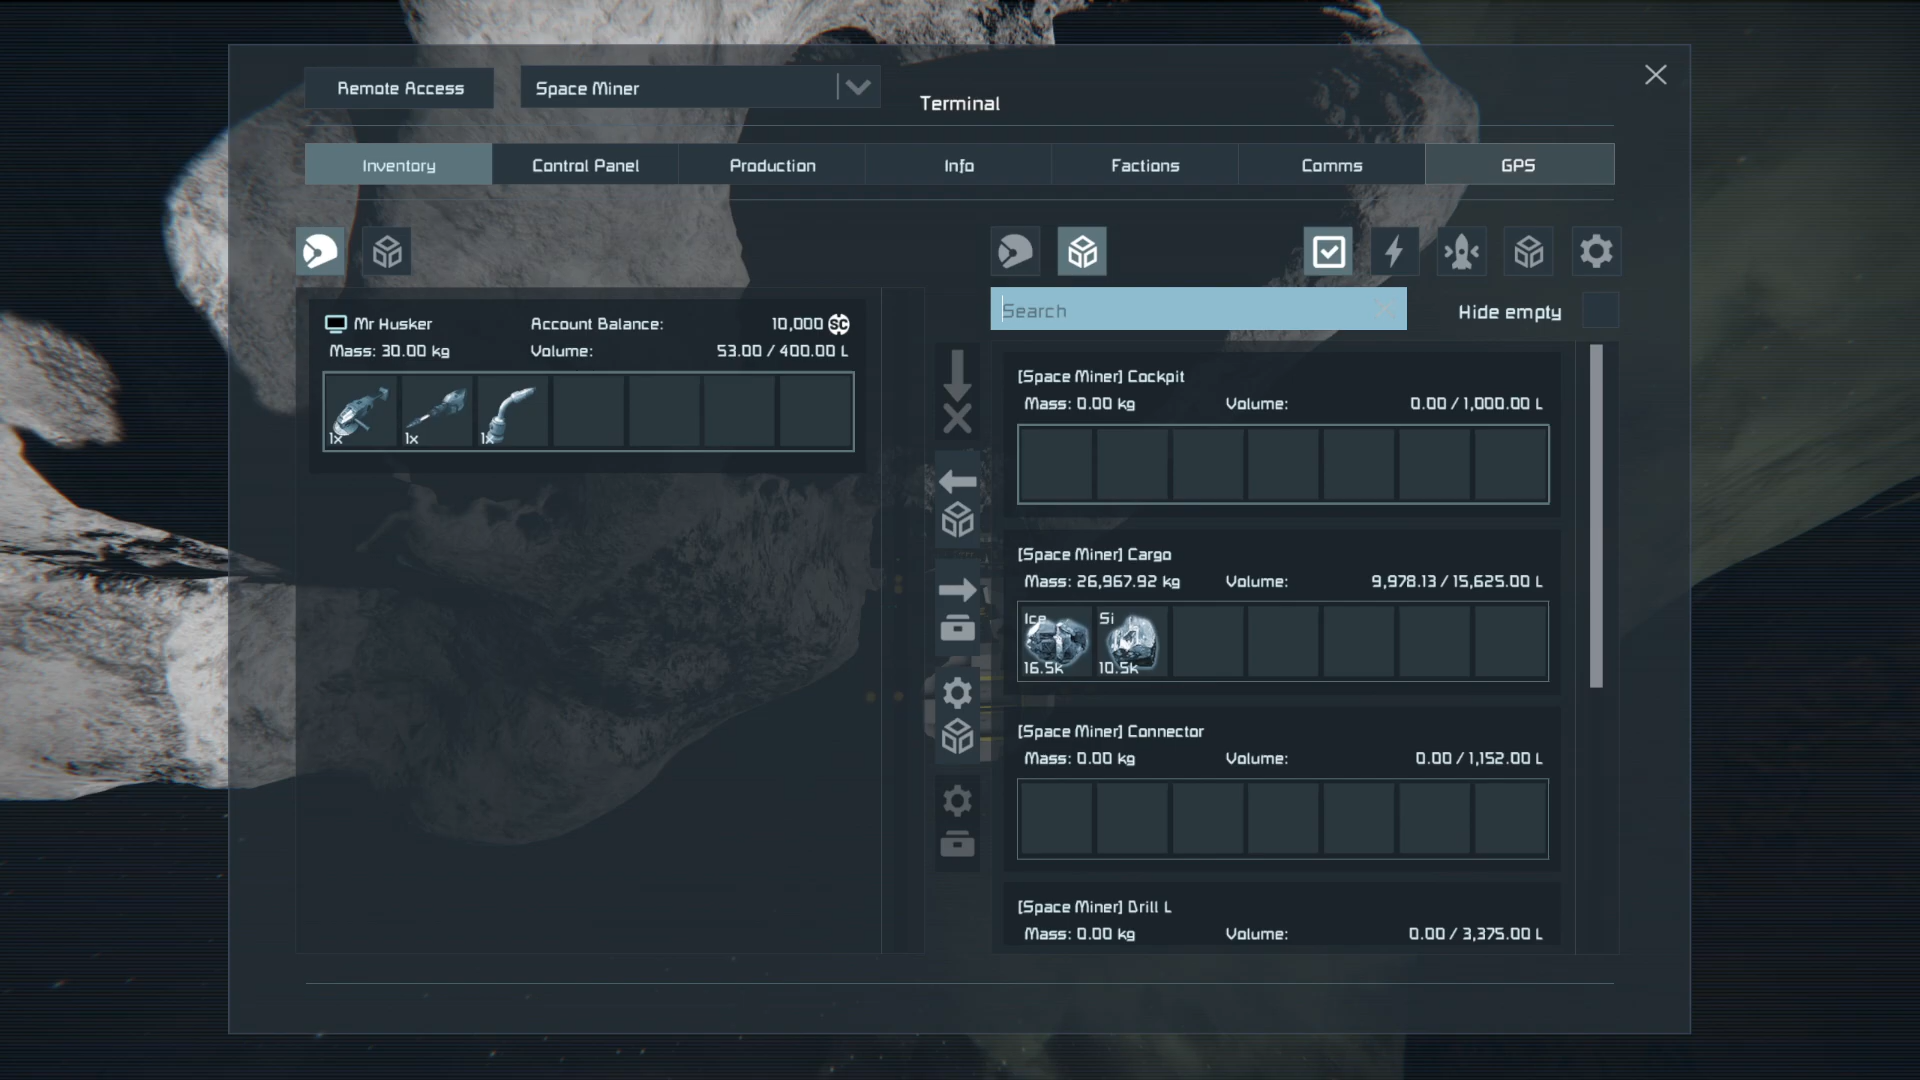 Remote Access
Space Miner
Terminal
Inventory
Control Panel
Production
Info
Factions
Comms
GPS
Search
Hide empty
Mr Husker
Account Balance:
10,000 SC
Mass: 30.00 kg
Volume:
53.00 / 400.00 L
1x
1x
1x
[Space Miner] Cockpit
Mass: 0.00 kg
Volume:
0.00 / 1,000.00 L
[Space Miner] Cargo
Mass: 26,967.92 kg
Volume:
9,978.13 / 15,625.00 L
Ice
Si
16.5k
10.5k
[Space Miner] Connector
Mass: 0.00 kg
Volume:
0.00 / 1,152.00 L
[Space Miner] Drill L
Mass: 0.00 kg
Volume:
0.00 / 3,375.00 L